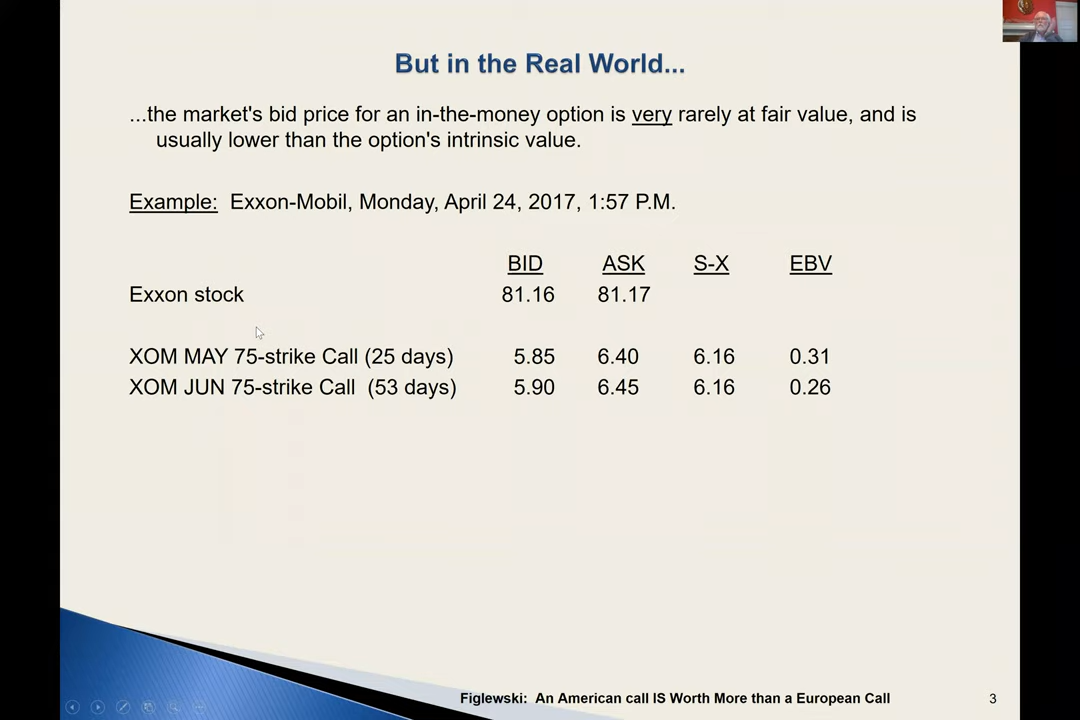 But in the Real World...
...the market's bid price for an in-the-money option is very rarely at fair value, and is
usually lower than the option's intrinsic value.
Example: Exxon-Mobil, Monday, April 24, 2017, 1:57 P.M.
BID ASK S-X EBV
Exxon stock 81.16 81.17
XOM MAY 75-strike Call (25 days) 5.85 6.40 6.16 0.31
XOM JUN 75-strike Call (53 days) 5.90 6.45 6.16 0.26
Figlewski: An American call IS Worth More than a European Call 3